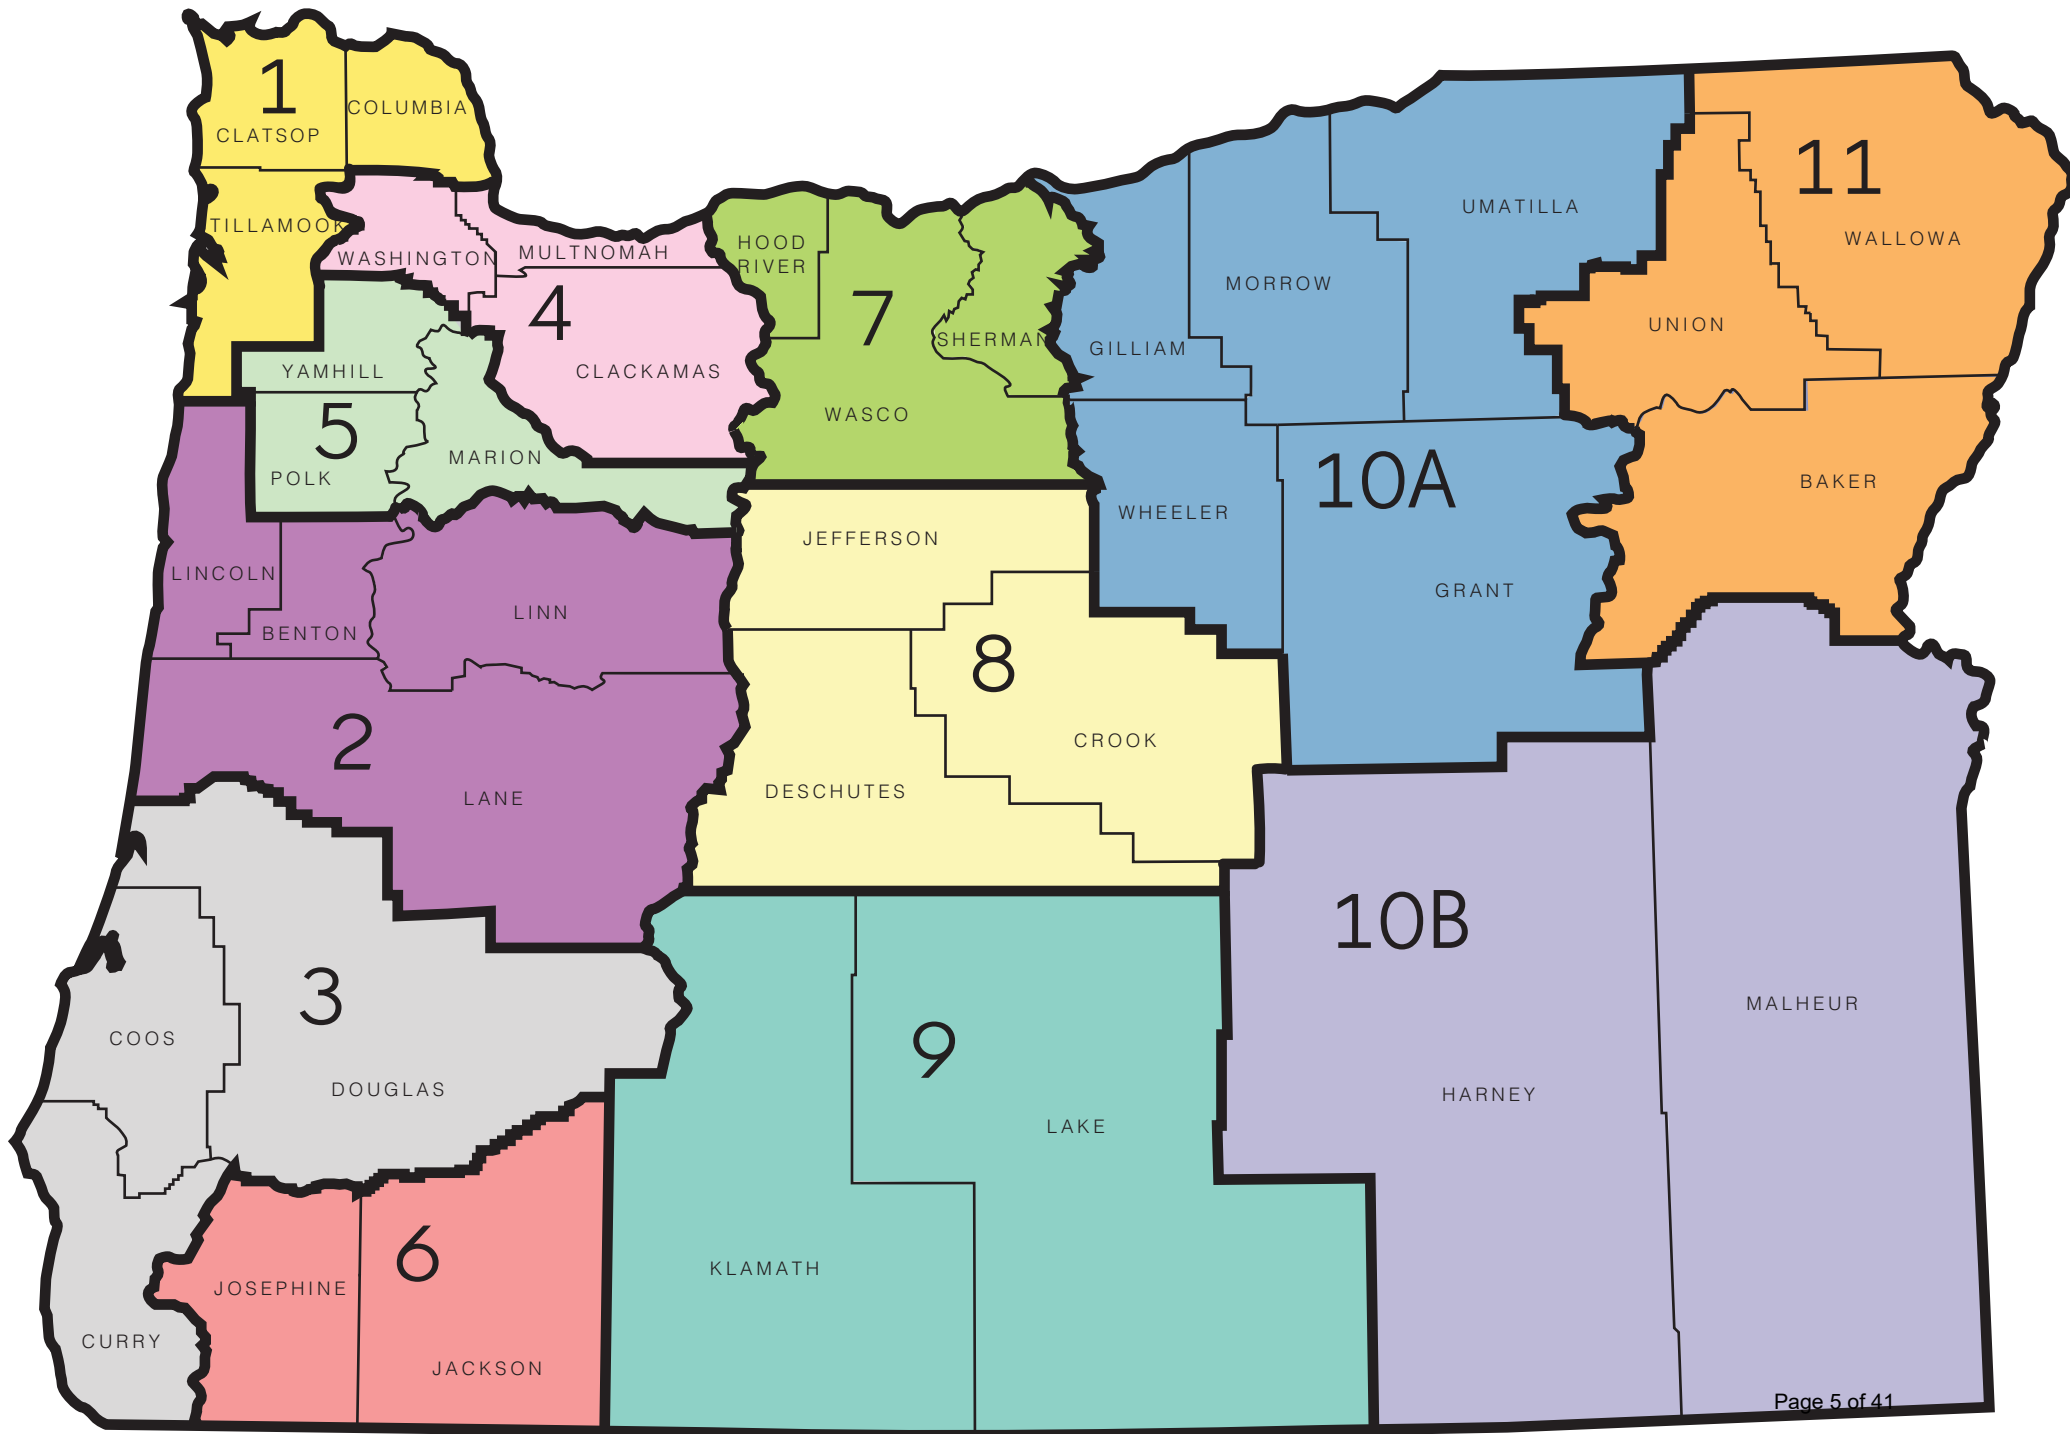 1
CLATSOP
COLUMBIA
TILLAMOOK
WASHINGTON
MULTNOMAH
4
CLACKAMAS
HOOD
RIVER
7
SHERMAN
WASCO
GILLIAM
MORROW
UMATILLA
11
WALLOWA
UNION
BAKER
YAMHILL
5
POLK
MARION
LINCOLN
BENTON
LINN
2
LANE
JEFFERSON
8
CROOK
DESCHUTES
WHEELER
10A
GRANT
3
COOS
DOUGLAS
CURRY
6
JOSEPHINE
JACKSON
9
LAKE
KLAMATH
10B
HARNEY
MALHEUR
Page 5 of 41